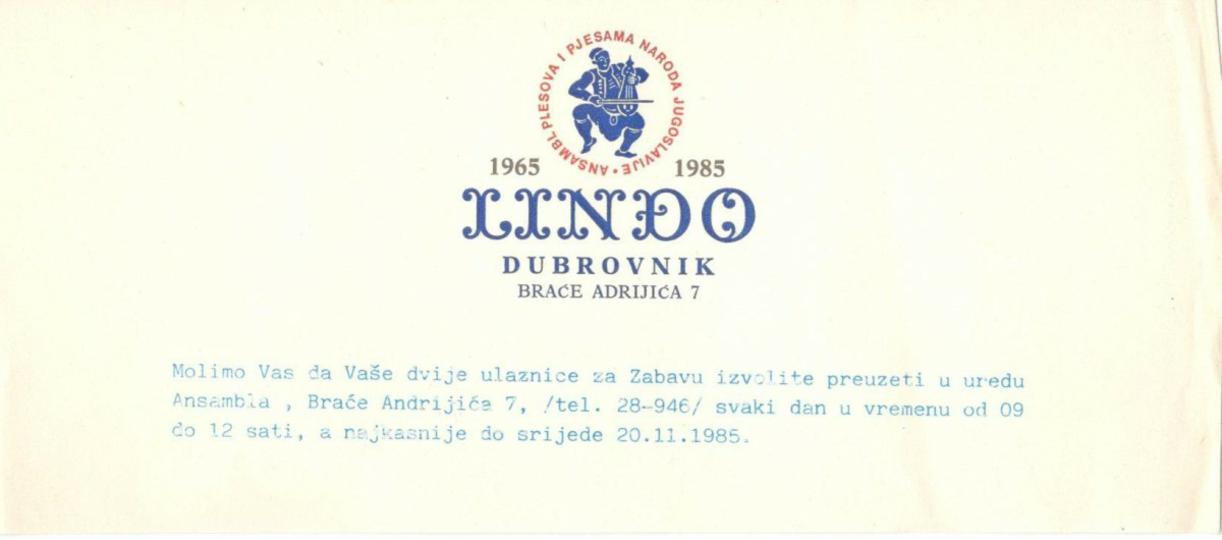 ANSAMBL PLESOVA I PJESAMA NARODA JUGOSLAVIJE •
1965 1985
LINĐO
DUBROVNIK
BRAĆE ADRIJIĆA 7
Molimo Vas da Vaše dvije ulaznice za Zabavu izvolite preuzeti u uredu
Ansambla , Braće Andrijića 7, /tel. 28-946/ svaki dan u vremenu od 09
do 12 sati, a najkasnije do srijede 20.11.1985.